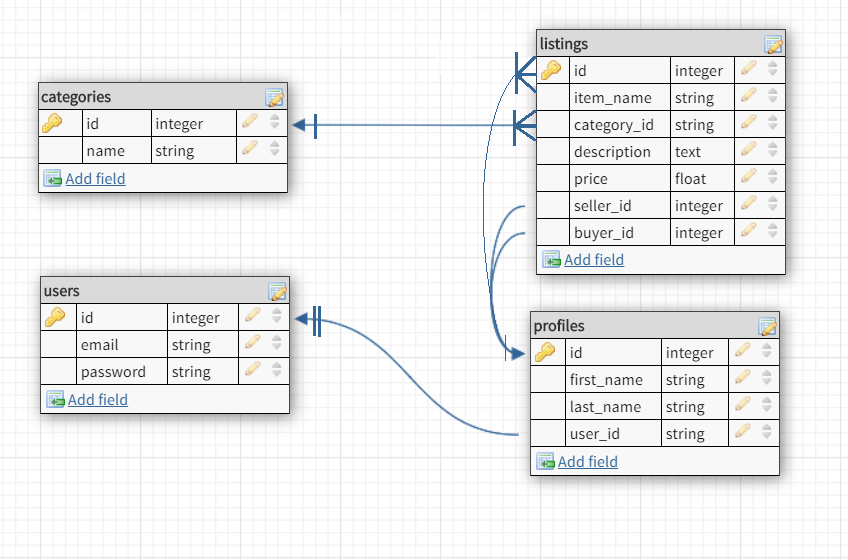 categories
id integer
name string
Add field
listings
id integer
item_name string
category_id string
description text
price float
seller_id integer
buyer_id integer
Add field
users
id integer
email string
password string
Add field
profiles
id integer
first_name string
last_name string
user_id string
Add field